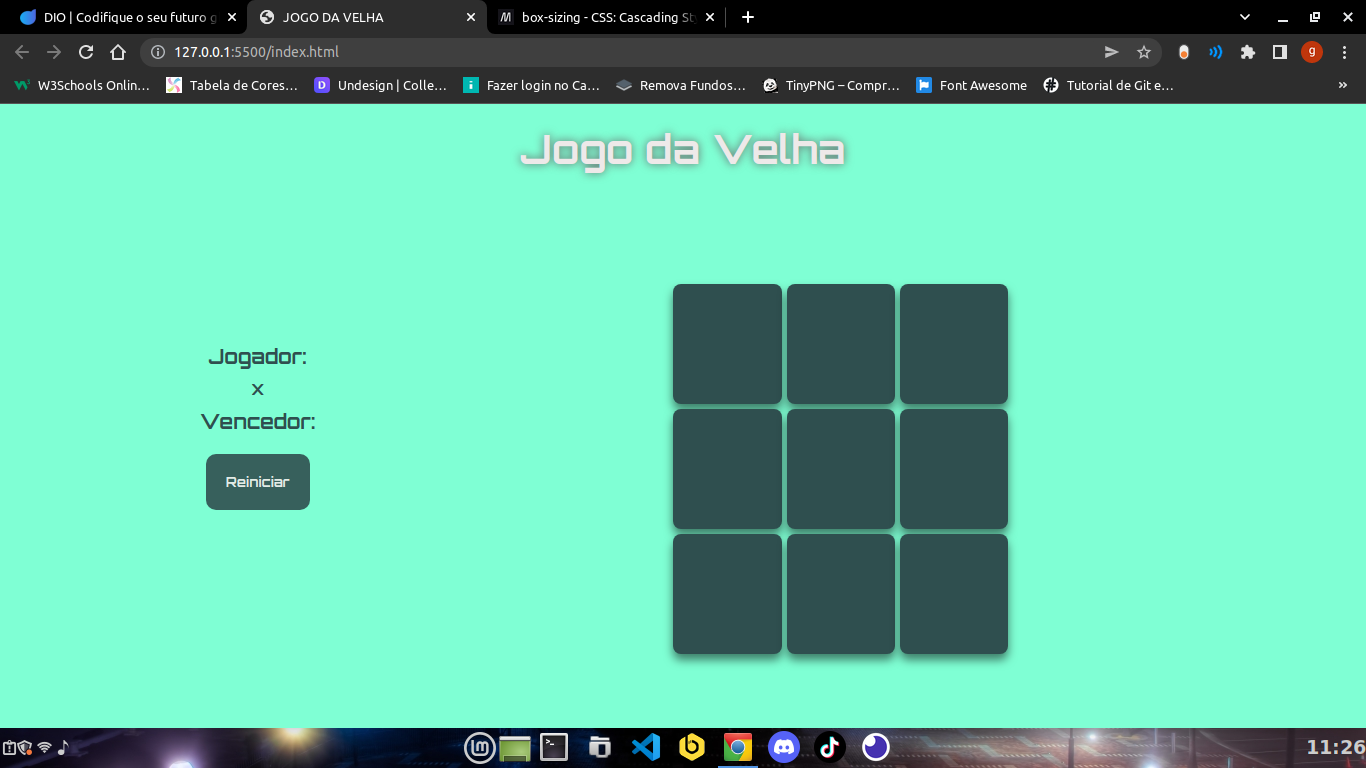 DIO | Codifique o seu futuro g
JOGO DA VELHA
box-sizing - CSS: Cascading St
127.0.0.1:5500/index.html
g
W3Schools Onlin…
Tabela de Cores…
Undesign | Colle…
Fazer login no Ca…
Remova Fundos…
TinyPNG – Compr…
Font Awesome
Tutorial de Git e…
»
Jogo da Velha
Jogador:
x
Vencedor:
Reiniciar
11:26